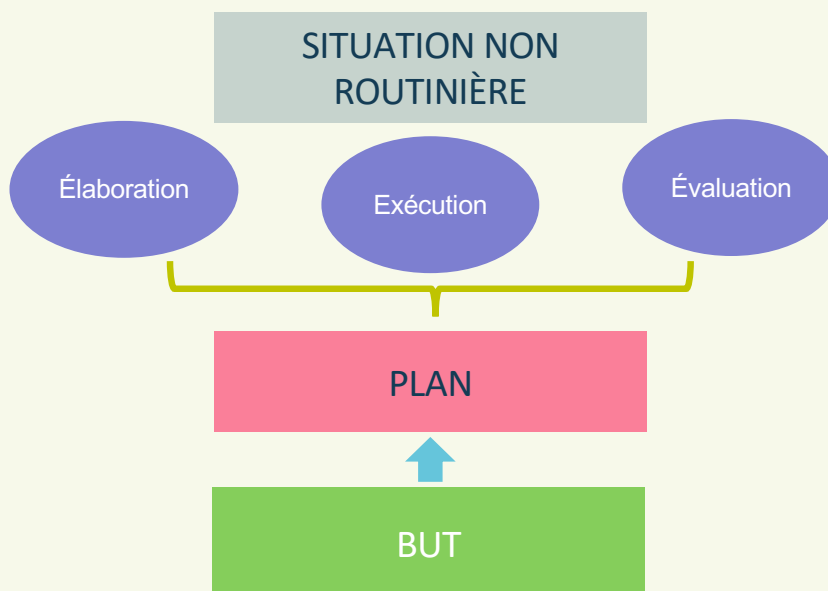 SITUATION NON
ROUTINIÈRE
Élaboration
Exécution
Évaluation
PLAN
BUT